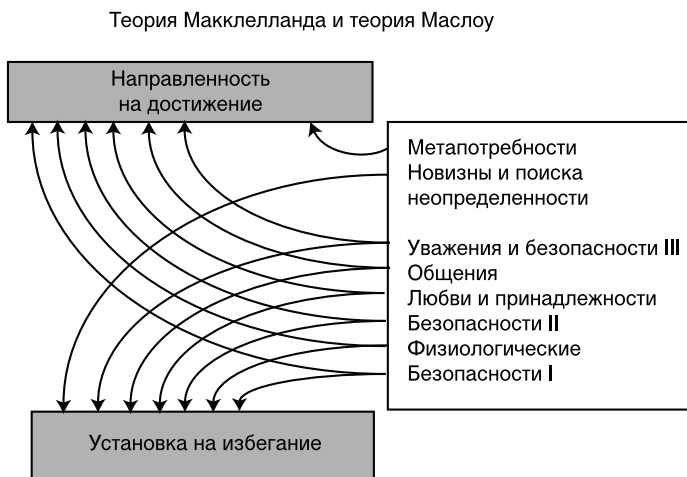 Теория Макклелланда и теория Маслоу
Направленность
на достижение
Метапотребности
Новизны и поиска
неопределенности
Уважения и безопасности III
Общения
Любви и принадлежности
Безопасности II
Физиологические
Безопасности I
Установка на избегание